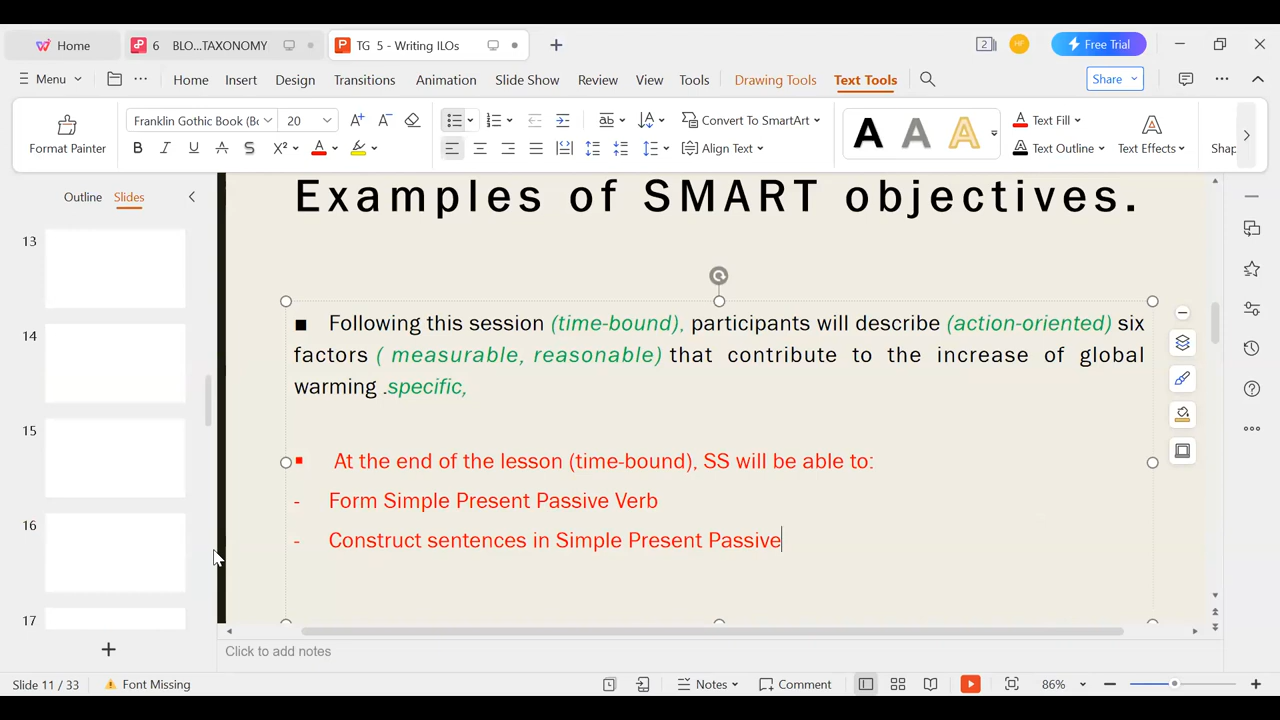 Home
6 BLO...TAXONOMY
TG 5 - Writing ILOs
2
HF
Free Trial
Menu
Home
Insert
Design
Transitions
Animation
Slide Show
Review
View
Tools
Drawing Tools
Text Tools
Share
Format Painter
Franklin Gothic Book (Bo
20
Convert To SmartArt
Align Text
A A A
Text Fill
Text Outline
Text Effects
Shap
Outline
Slides
13
14
15
16
17
Examples of SMART objectives.
■ Following this session (time-bound), participants will describe (action-oriented) six
factors ( measurable, reasonable) that contribute to the increase of global
warming .specific,
▪ At the end of the lesson (time-bound), SS will be able to:
- Form Simple Present Passive Verb
- Construct sentences in Simple Present Passive
Click to add notes
Slide 11 / 33
Font Missing
Notes
Comment
86%